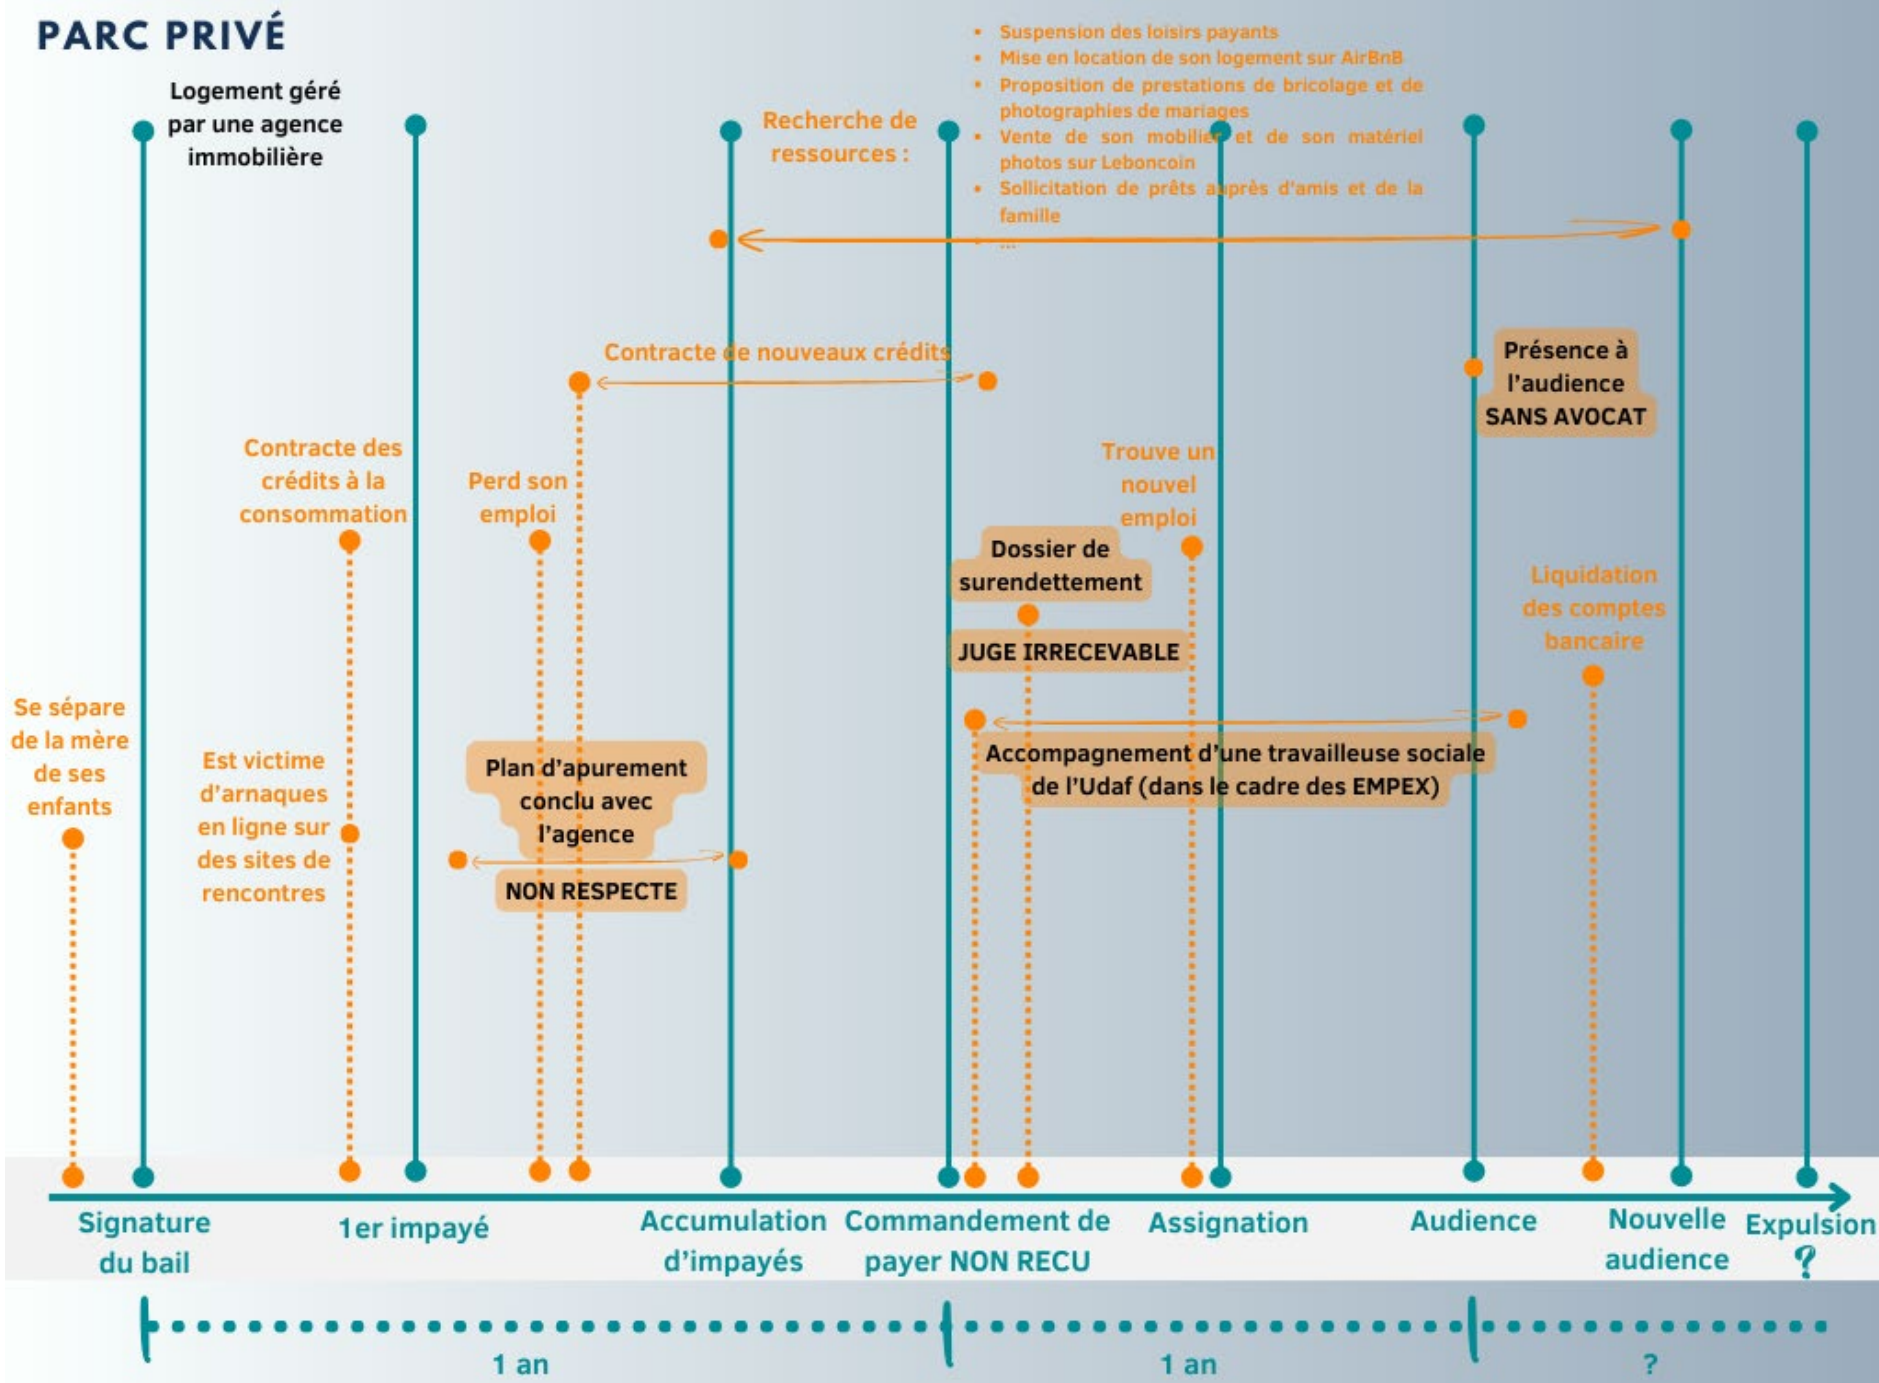 PARC PRIVÉ
Logement géré
par une agence
immobilière
Recherche de
ressources :
• Suspension des loisirs payants
• Mise en location de son logement sur AirBnB
• Proposition de prestations de bricolage et de
photographies de mariages
• Vente de son mobilier et de son matériel
photos sur Leboncoin
• Sollicitation de prêts auprès d'amis et de la
famille
• ...
Contracte de nouveaux crédits
Présence à
l'audience
SANS AVOCAT
Contracte des
crédits à la
consommation
Perd son
emploi
Trouve un
nouvel
emploi
Dossier de
surendettement
JUGE IRRECEVABLE
Liquidation
des comptes
bancaire
Se sépare
de la mère
de ses
enfants
Est victime
d'arnaques
en ligne sur
des sites de
rencontres
Plan d'apurement
conclu avec
l'agence
NON RESPECTE
Accompagnement d'une travailleuse sociale
de l'Udaf (dans le cadre des EMPEX)
Signature
du bail
1er impayé
Accumulation
d'impayés
Commandement de
payer NON RECU
Assignation
Audience
Nouvelle
audience
Expulsion
?
1 an
1 an
?